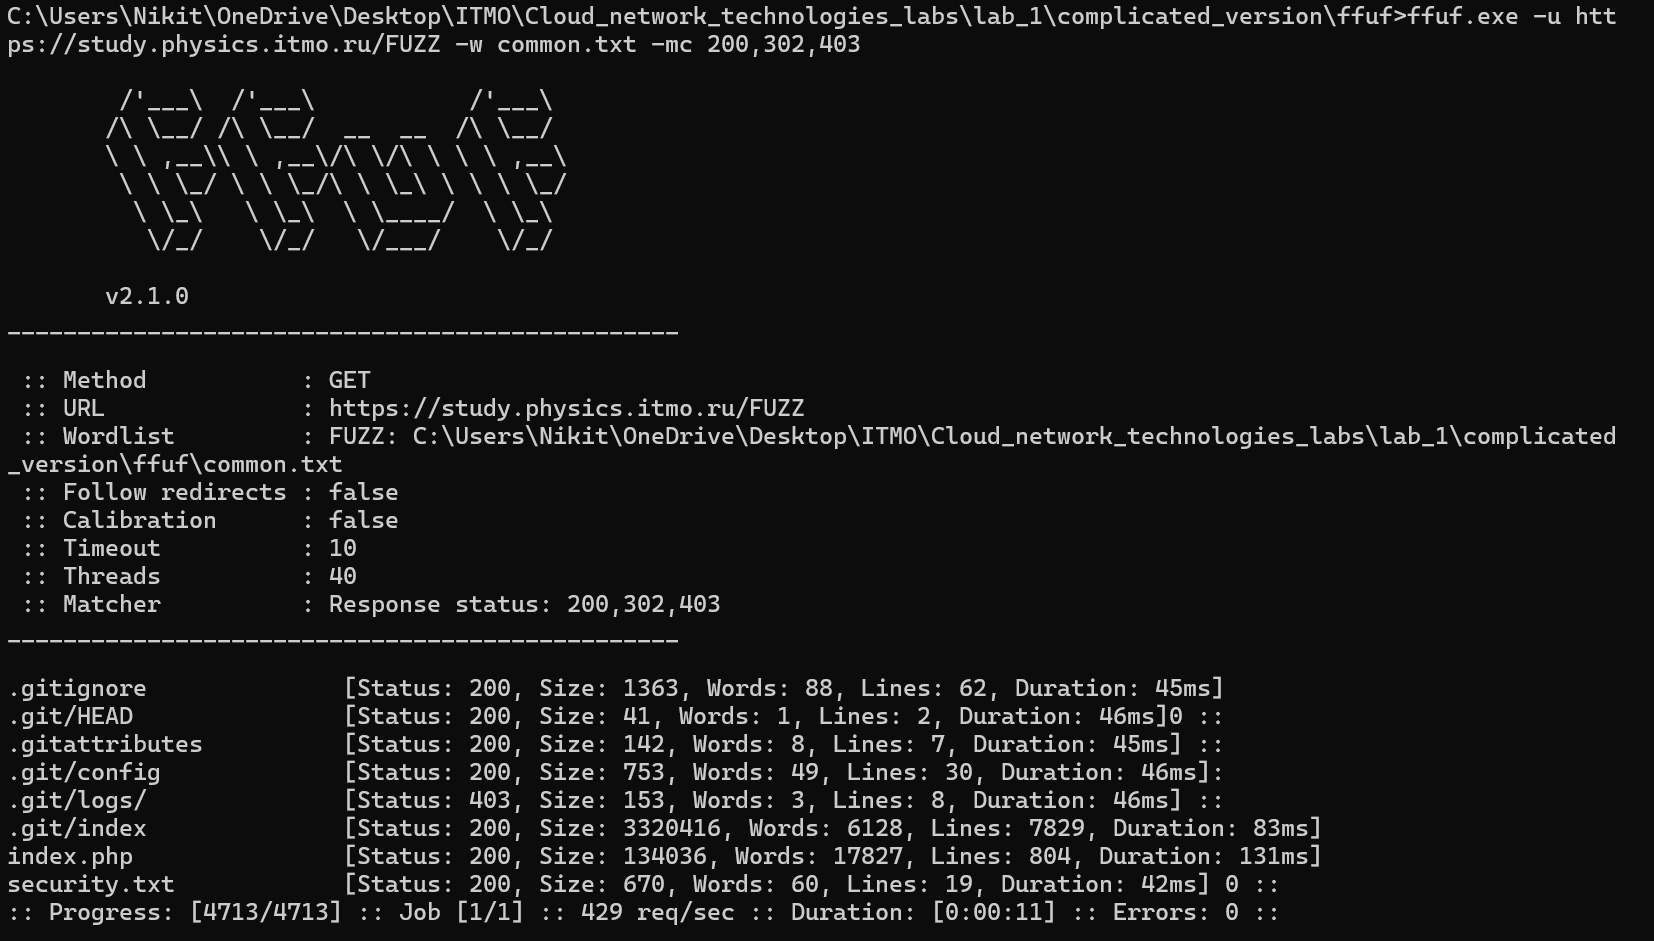 C:\Users\Nikit\OneDrive\Desktop\ITMO\Cloud_network_technologies_labs\lab_1\complicated_version\ffuf>ffuf.exe -u htt
ps://study.physics.itmo.ru/FUZZ -w common.txt -mc 200,302,403

        /'___\  /'___\           /'___\
       /\ \__/ /\ \__/  __  __  /\ \__/
       \ \ ,__\\ \ ,__\/\ \/\ \ \ \ ,__\
        \ \ \_/ \ \ \_/\ \ \_\ \ \ \ \_/
         \ \_\   \ \_\  \ \____/  \ \_\
          \/_/    \/_/   \/___/    \/_/

       v2.1.0
________________________________________________

 :: Method           : GET
 :: URL              : https://study.physics.itmo.ru/FUZZ
 :: Wordlist         : FUZZ: C:\Users\Nikit\OneDrive\Desktop\ITMO\Cloud_network_technologies_labs\lab_1\complicated
_version\ffuf\common.txt
 :: Follow redirects : false
 :: Calibration      : false
 :: Timeout          : 10
 :: Threads          : 40
 :: Matcher          : Response status: 200,302,403
________________________________________________

.gitignore              [Status: 200, Size: 1363, Words: 88, Lines: 62, Duration: 45ms]
.git/HEAD               [Status: 200, Size: 41, Words: 1, Lines: 2, Duration: 46ms]0 ::
.gitattributes          [Status: 200, Size: 142, Words: 8, Lines: 7, Duration: 45ms] ::
.git/config             [Status: 200, Size: 753, Words: 49, Lines: 30, Duration: 46ms]:
.git/logs/              [Status: 403, Size: 153, Words: 3, Lines: 8, Duration: 46ms] ::
.git/index              [Status: 200, Size: 3320416, Words: 6128, Lines: 7829, Duration: 83ms]
index.php               [Status: 200, Size: 134036, Words: 17827, Lines: 804, Duration: 131ms]
security.txt            [Status: 200, Size: 670, Words: 60, Lines: 19, Duration: 42ms] 0 ::
:: Progress: [4713/4713] :: Job [1/1] :: 429 req/sec :: Duration: [0:00:11] :: Errors: 0 ::